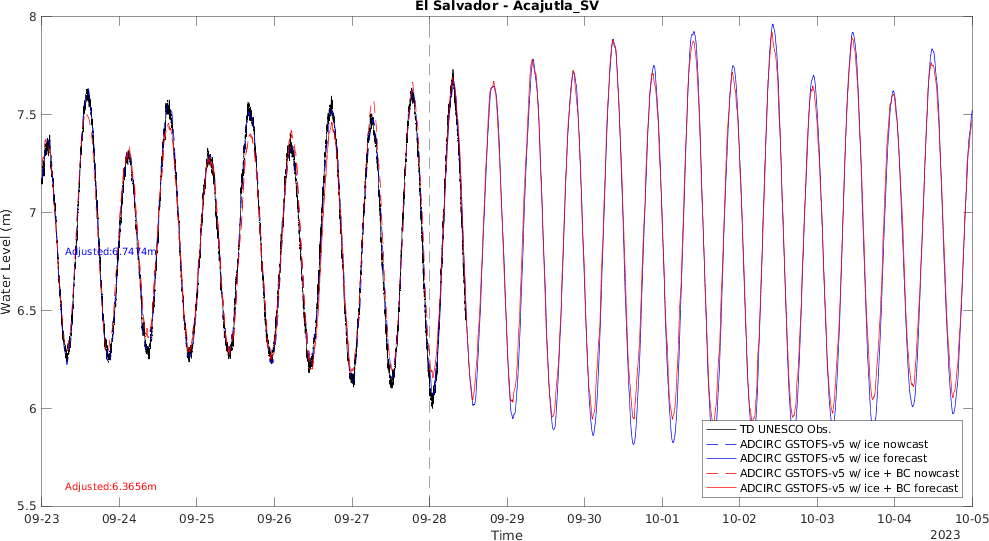 El Salvador - Acajutla_SV
Water Level (m)
8
7.5
7
6.5
6
5.5
Adjusted:6.7474m
Adjusted:6.3656m
TD UNESCO Obs.
ADCIRC GSTOFS-v5 w/ ice nowcast
ADCIRC GSTOFS-v5 w/ ice forecast
ADCIRC GSTOFS-v5 w/ ice + BC nowcast
ADCIRC GSTOFS-v5 w/ ice + BC forecast
09-23 09-24 09-25 09-26 09-27 09-28 09-29 09-30 10-01 10-02 10-03 10-04 10-05
Time
2023